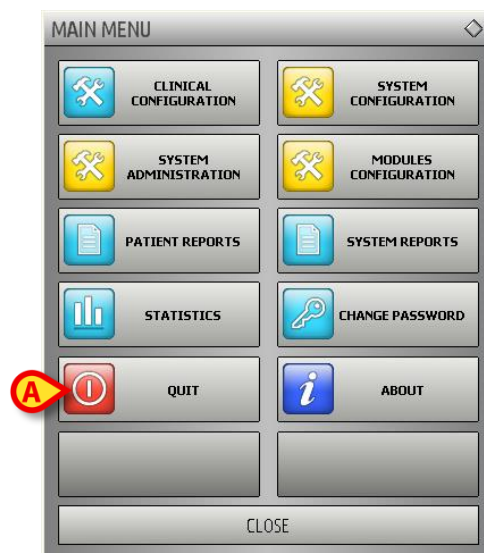 MAIN MENU
CLINICAL
CONFIGURATION
SYSTEM
CONFIGURATION
SYSTEM
ADMINISTRATION
MODULES
CONFIGURATION
PATIENT REPORTS
SYSTEM REPORTS
STATISTICS
CHANGE PASSWORD
A
QUIT
i
ABOUT
CLOSE